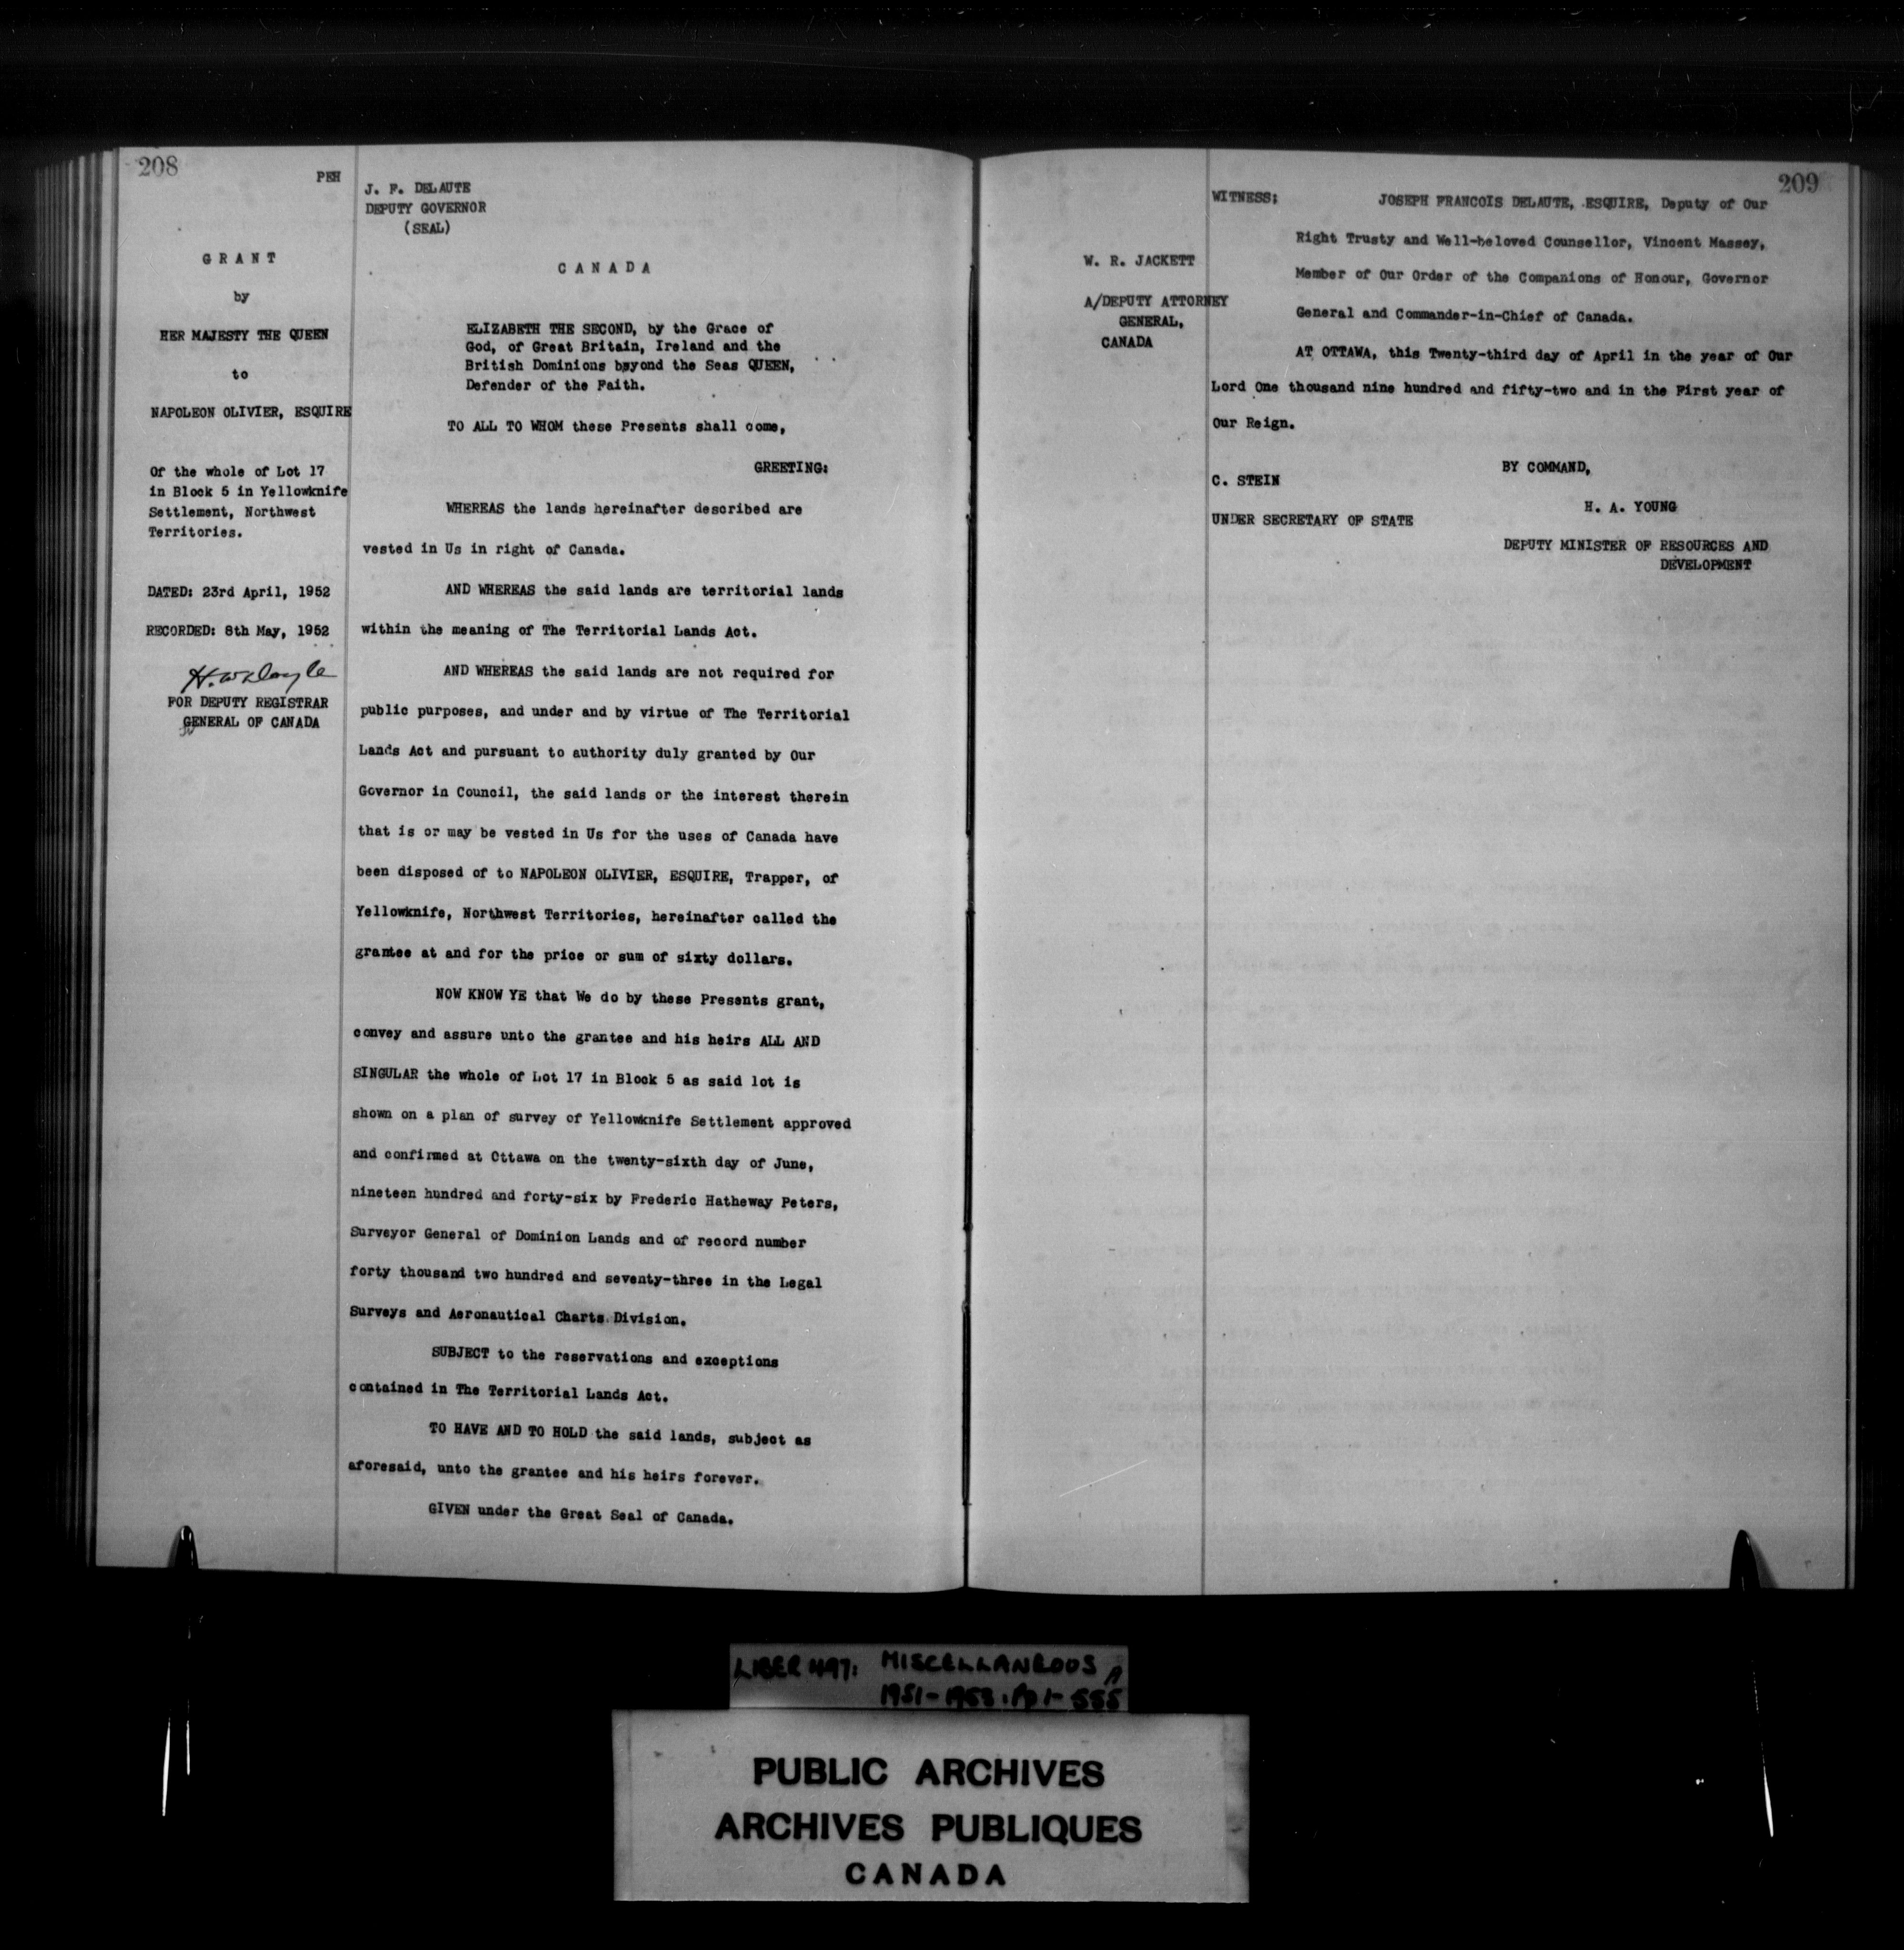 208
PEH
GRANT
by
HER MAJESTY THE QUEEN
to
NAPOLEON OLIVIER, ESQUIRE
Of the whole of Lot 17
in Block 5 in Yellowknife
Settlement, Northwest
Territories.
DATED: 23rd April, 1952
RECORDED: 8th May, 1952
H. W. Doyle
FOR DEPUTY REGISTRAR
GENERAL OF CANADA
J. F. DELAUTE
DEPUTY GOVERNOR
(SEAL)
CANADA
ELIZABETH THE SECOND, by the Grace of
God, of Great Britain, Ireland and the
British Dominions beyond the Seas QUEEN,
Defender of the Faith.
TO ALL TO WHOM these Presents shall come,
GREETING:
WHEREAS the lands hereinafter described are
vested in Us in right of Canada.
AND WHEREAS the said lands are territorial lands
within the meaning of The Territorial Lands Act.
AND WHEREAS the said lands are not required for
public purposes, and under and by virtue of The Territorial
Lands Act and pursuant to authority duly granted by Our
Governor in Council, the said lands or the interest therein
that is or may be vested in Us for the uses of Canada have
been disposed of to NAPOLEON OLIVIER, ESQUIRE, Trapper, of
Yellowknife, Northwest Territories, hereinafter called the
grantee at and for the price or sum of sixty dollars.
NOW KNOW YE that We do by these Presents grant,
convey and assure unto the grantee and his heirs ALL AND
SINGULAR the whole of Lot 17 in Block 5 as said lot is
shown on a plan of survey of Yellowknife Settlement approved
and confirmed at Ottawa on the twenty-sixth day of June,
nineteen hundred and forty-six by Frederic Hatheway Peters,
Surveyor General of Dominion Lands and of record number
forty thousand two hundred and seventy-three in the Legal
Surveys and Aeronautical Charts Division.
SUBJECT to the reservations and exceptions
contained in The Territorial Lands Act.
TO HAVE AND TO HOLD the said lands, subject as
aforesaid, unto the grantee and his heirs forever.
GIVEN under the Great Seal of Canada.
209
W. R. JACKETT
A/DEPUTY ATTORNEY
GENERAL,
CANADA
WITNESS: JOSEPH FRANCOIS DELAUTE, ESQUIRE, Deputy of Our
Right Trusty and Well-beloved Counsellor, Vincent Massey,
Member of Our Order of the Companions of Honour, Governor
General and Commander-in-Chief of Canada.
AT OTTAWA, this Twenty-third day of April in the year of Our
Lord One thousand nine hundred and fifty-two and in the First year of
Our Reign.
BY COMMAND,
C. STEIN
H. A. YOUNG
UNDER SECRETARY OF STATE
DEPUTY MINISTER OF RESOURCES AND
DEVELOPMENT
LIBER 497: MISCELLANEOUS A
1951-1953. Pp 1-555
PUBLIC ARCHIVES
ARCHIVES PUBLIQUES
CANADA